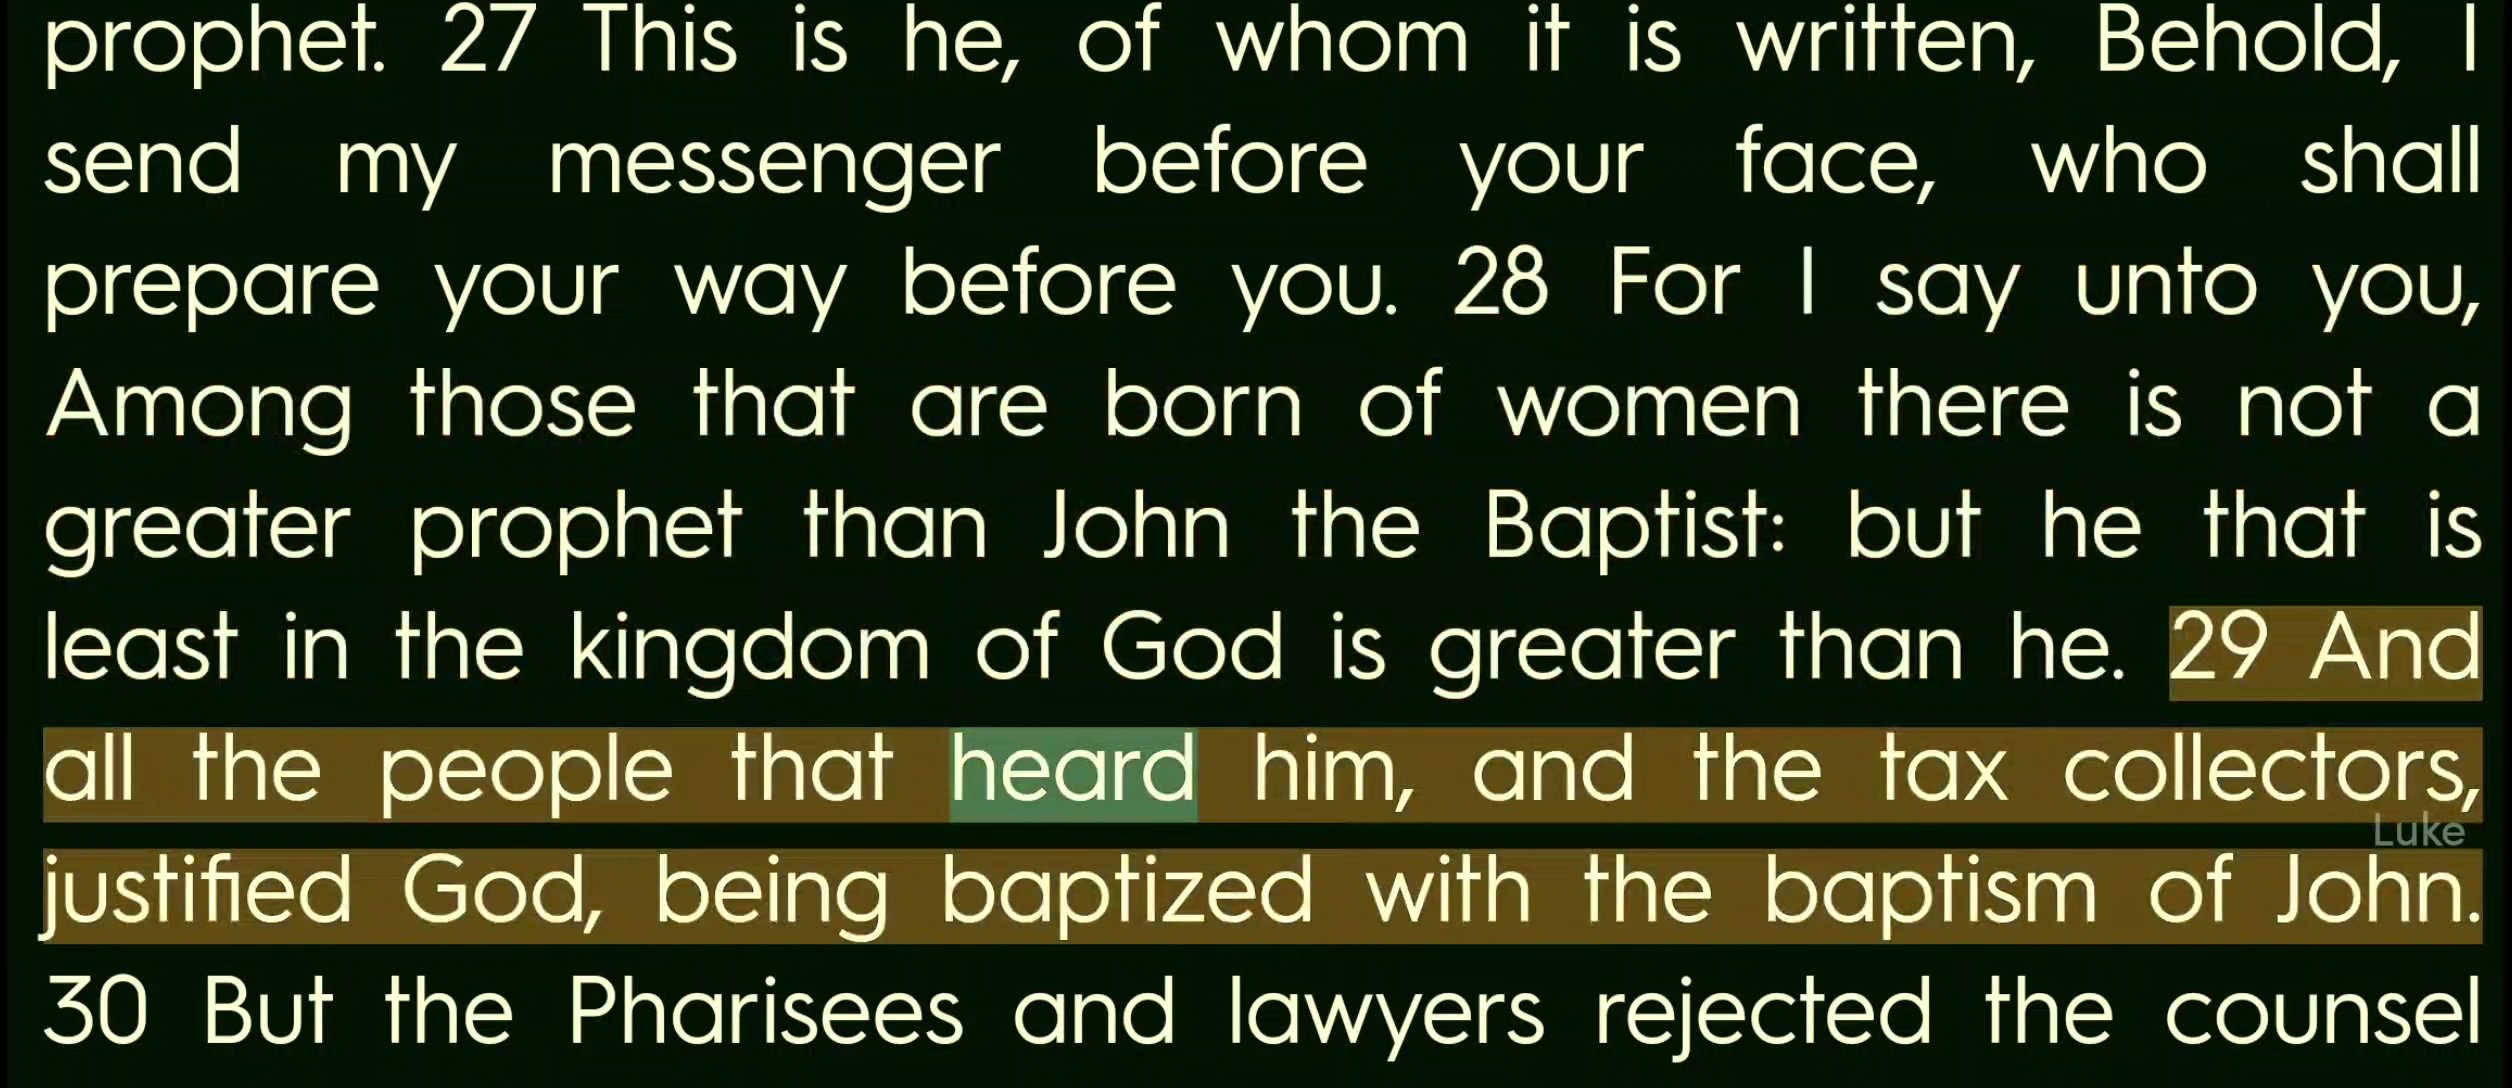 prophet. 27 This is he, of whom it is written, Behold, I
send my messenger before your face, who shall
prepare your way before you. 28 For I say unto you,
Among those that are born of women there is not a
greater prophet than John the Baptist: but he that is
least in the kingdom of God is greater than he. 29 And
all the people that heard him, and the tax collectors,
Luke
justified God, being baptized with the baptism of John.
30 But the Pharisees and lawyers rejected the counsel